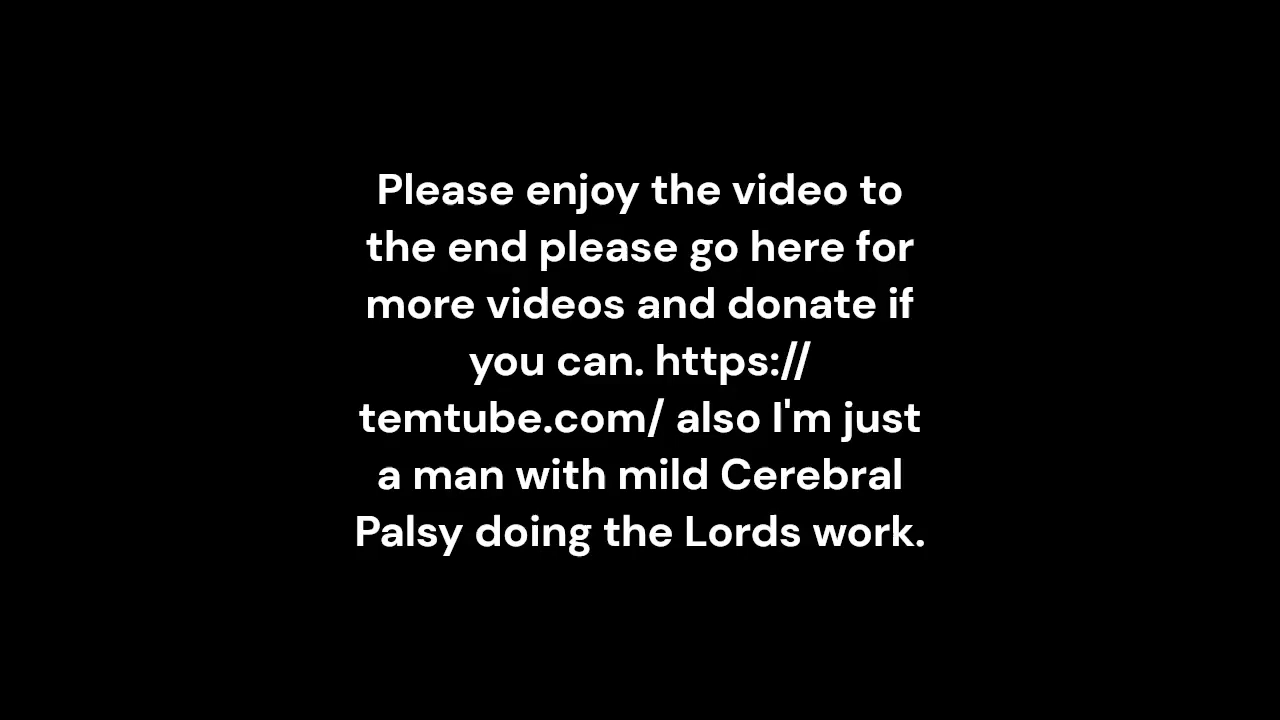 Please enjoy the video to
the end please go here for
more videos and donate if
you can. https://
temtube.com/ also I'm just
a man with mild Cerebral
Palsy doing the Lords work.